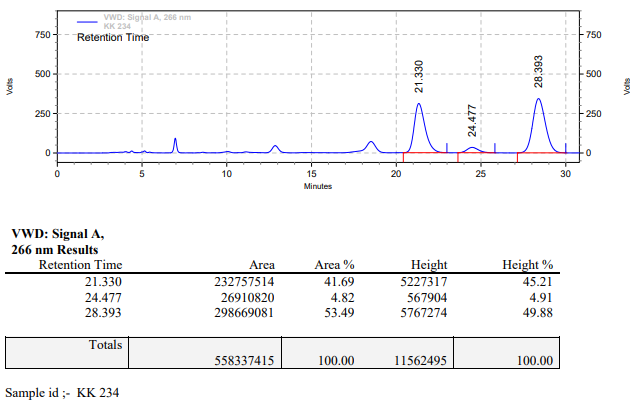 VWD: Signal A, 266 nm
KK 234
Retention Time
750
500
250
0
Volts
21.330
24.477
28.393
750
500
250
0
Volts
0 5 10 15 20 25 30
Minutes
VWD: Signal A,
266 nm Results
Retention Time Area Area % Height Height %
21.330 232757514 41.69 5227317 45.21
24.477 26910820 4.82 567904 4.91
28.393 298669081 53.49 5767274 49.88
Totals
558337415 100.00 11562495 100.00
Sample id ;- KK 234